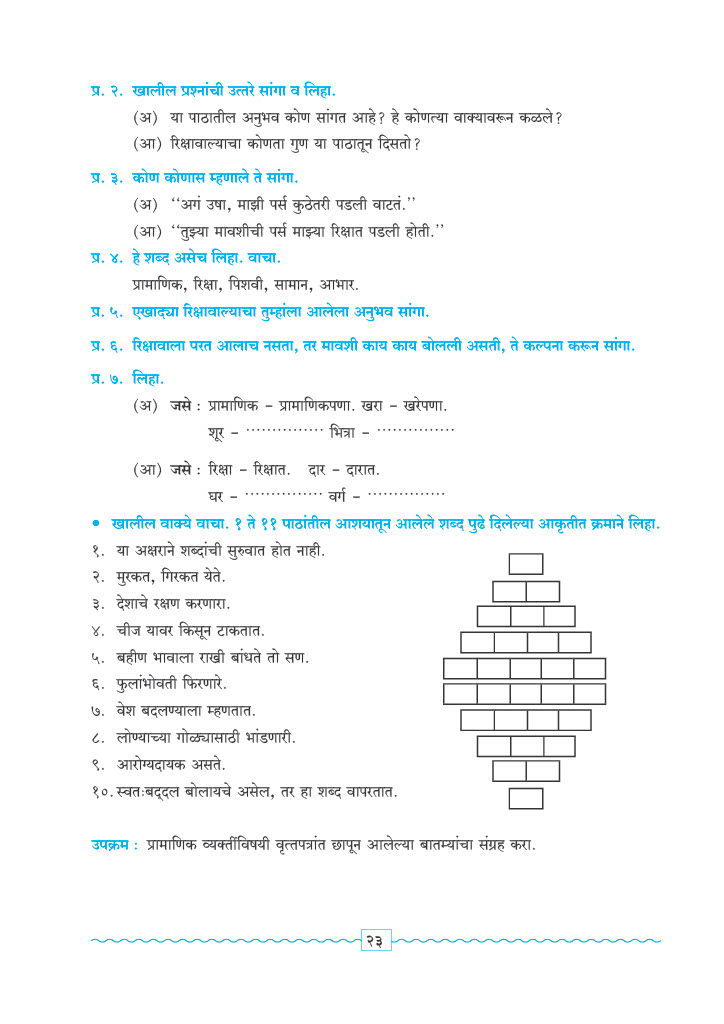 प्र. २. खालील प्रश्नांची उत्तरे सांगा व लिहा.
(अ) या पाठातील अनुभव कोण सांगत आहे? हे कोणत्या वाक्यावरून कळले?
(आ) रिक्षावाल्याचा कोणता गुण या पाठातून दिसतो?
प्र. ३. कोण कोणास म्हणाले ते सांगा.
(अ) ‘‘अगं उषा, माझी पर्स कुठेतरी पडली वाटतं.’’
(आ) ‘‘तुझ्या मावशीची पर्स माझ्या रिक्षात पडली होती.’’
प्र. ४. हे शब्द असेच लिहा. वाचा.
प्रामाणिक, रिक्षा, पिशवी, सामान, आभार.
प्र. ५. एखाद्या रिक्षावाल्याचा तुम्हांला आलेला अनुभव सांगा.
प्र. ६. रिक्षावाला परत आलाच नसता, तर मावशी काय काय बोलली असती, ते कल्पना करून सांगा.
प्र. ७. लिहा.
(अ) जसे : प्रामाणिक – प्रामाणिकपणा. खरा – खरेपणा.
शूर – ··············· भित्रा – ···············
(आ) जसे : रिक्षा – रिक्षात. दार – दारात.
घर – ··············· वर्ग – ···············
• खालील वाक्ये वाचा. १ ते ११ पाठांतील आशयातून आलेले शब्द पुढे दिलेल्या आकृतीत क्रमाने लिहा.
१. या अक्षराने शब्दांची सुरुवात होत नाही.
२. मुरकत, गिरकत येते.
३. देशाचे रक्षण करणारा.
४. चीज यावर किसून टाकतात.
५. बहीण भावाला राखी बांधते तो सण.
६. फुलांभोवती फिरणारे.
७. वेश बदलण्याला म्हणतात.
८. लोण्याच्या गोळ्यासाठी भांडणारी.
९. आरोग्यदायक असते.
१०. स्वतःबद्दल बोलायचे असेल, तर हा शब्द वापरतात.
उपक्रम : प्रामाणिक व्यक्तींविषयी वृत्तपत्रांत छापून आलेल्या बातम्यांचा संग्रह करा.
२३